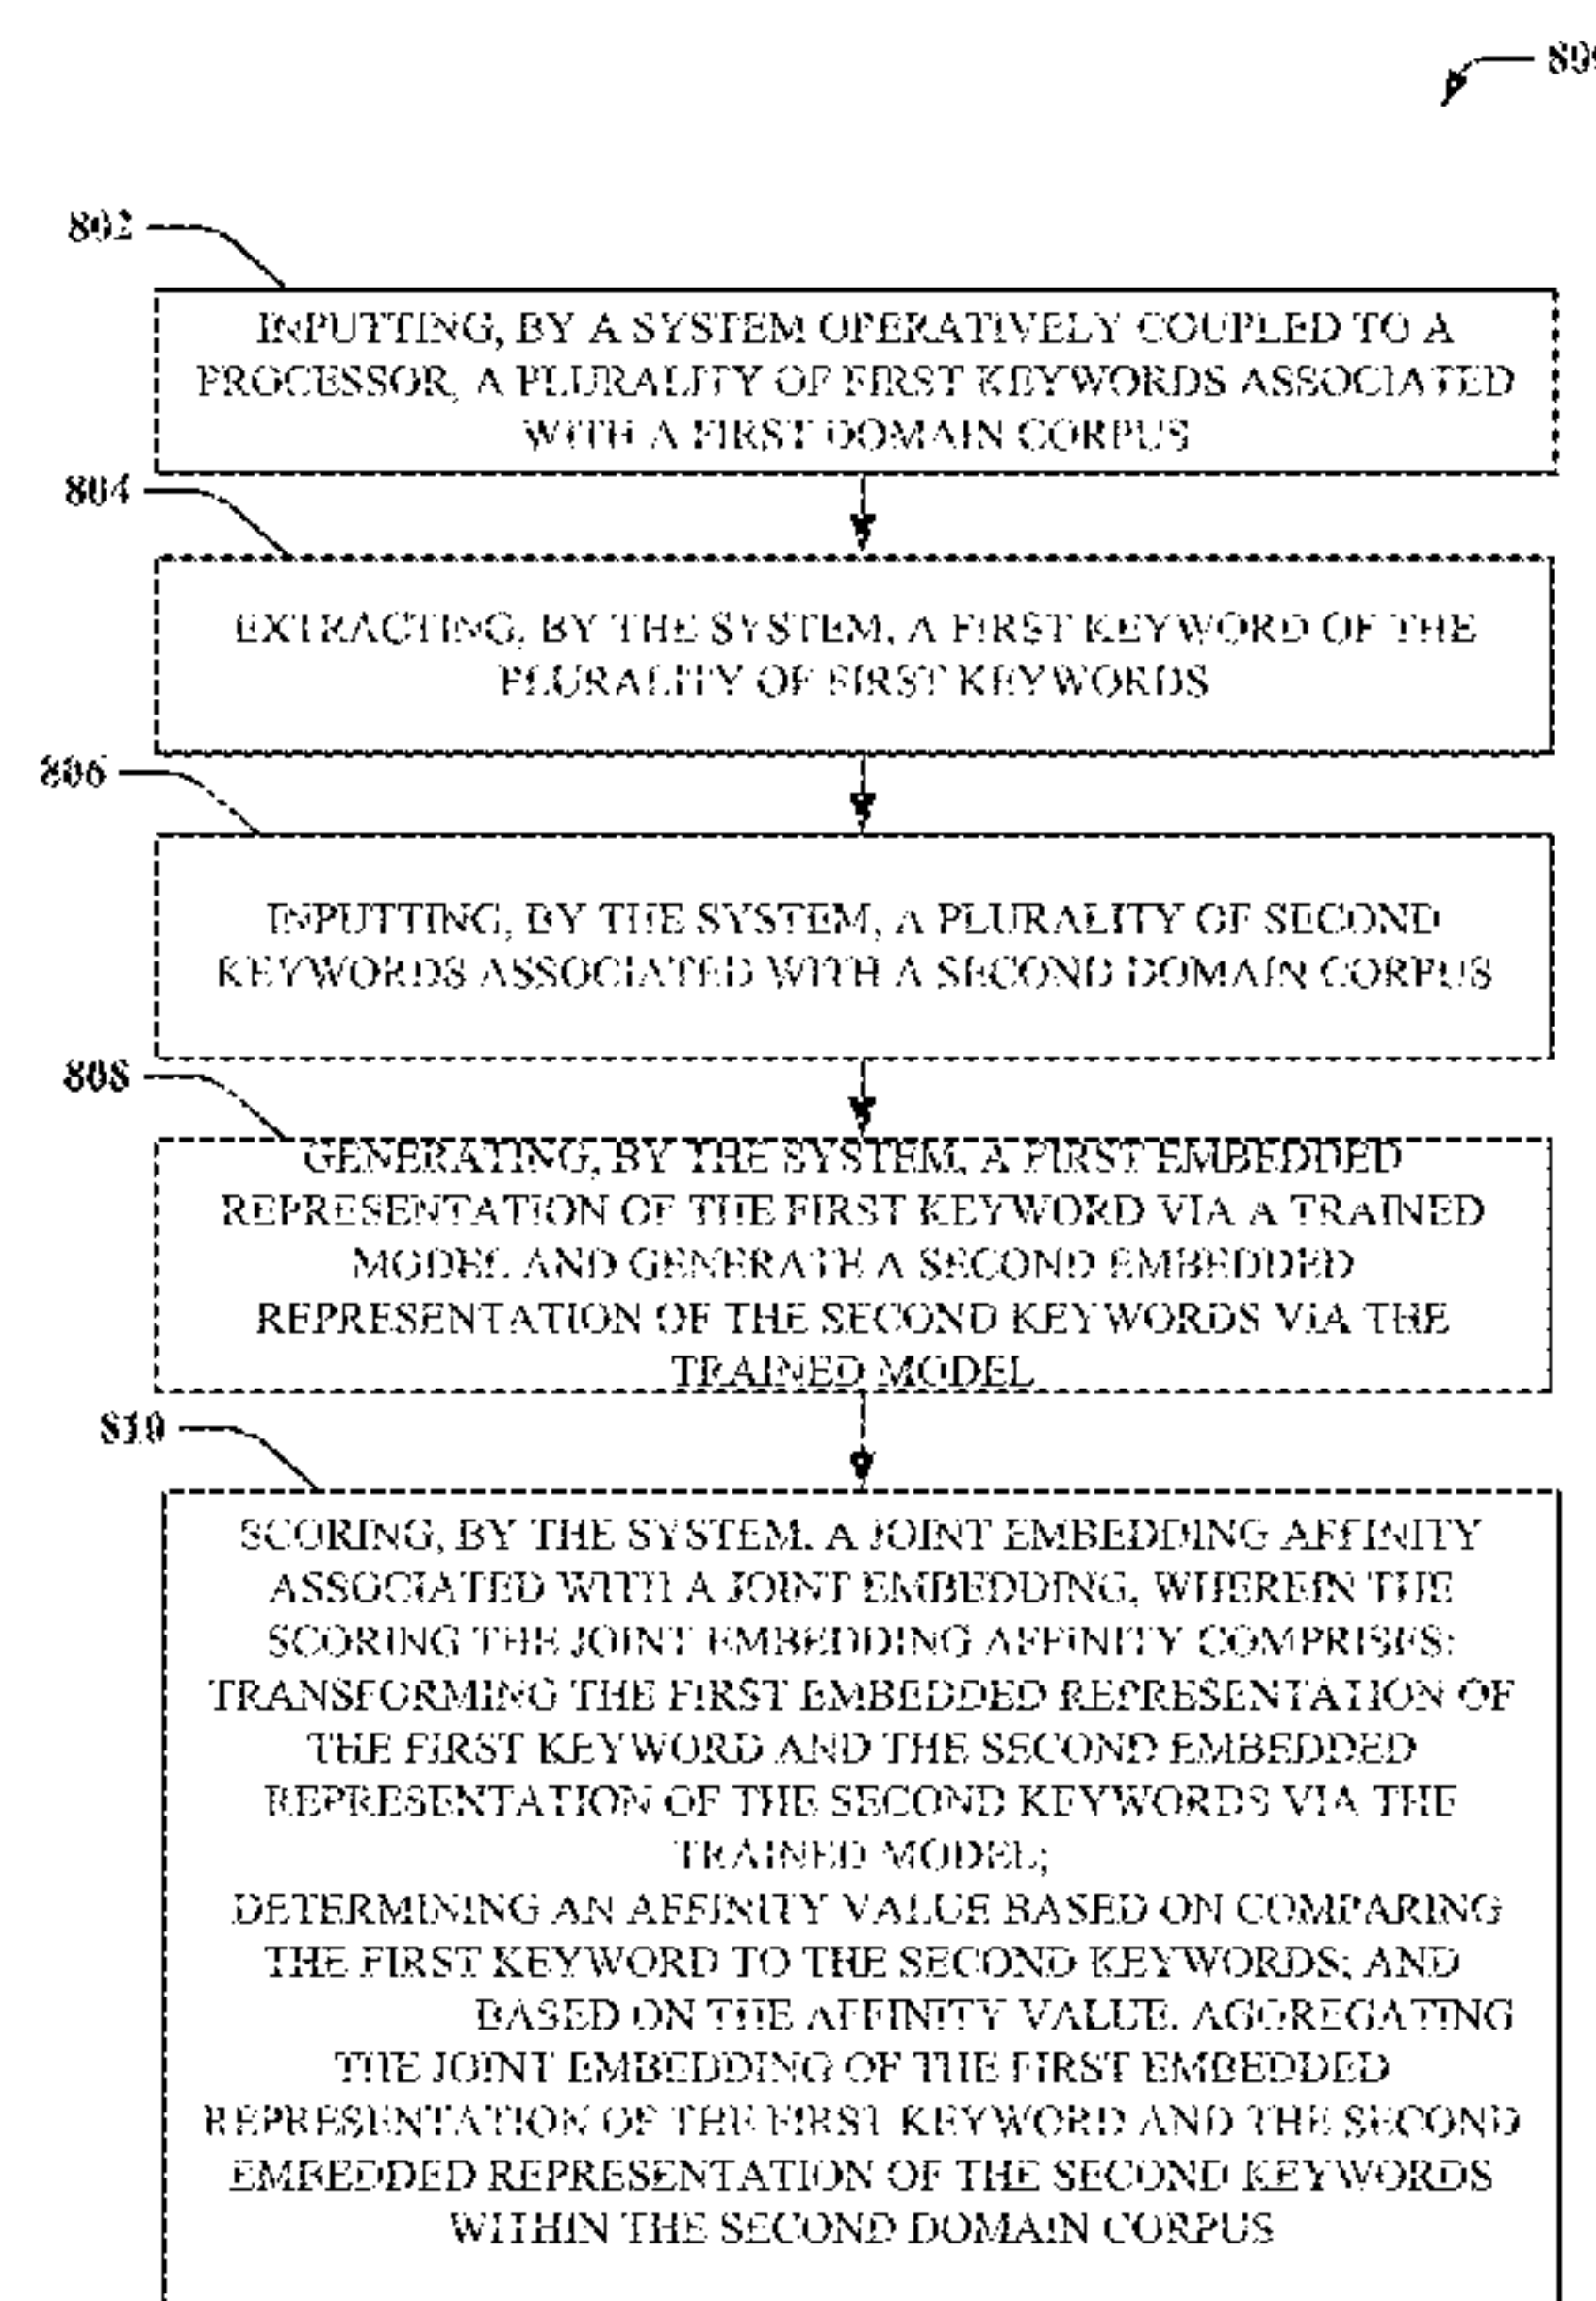 802
INPUTTING, BY A SYSTEM OPERATIVELY COUPLED TO A
PROCESSOR, A PLURALITY OF FIRST KEYWORDS ASSOCIATED
WITH A FIRST DOMAIN CORPUS
804
EXTRACTING, BY THE SYSTEM, A FIRST KEYWORD OF THE
PLURALITY OF FIRST KEYWORDS
806
INPUTTING, BY THE SYSTEM, A PLURALITY OF SECOND
KEYWORDS ASSOCIATED WITH A SECOND DOMAIN CORPUS
808
GENERATING, BY THE SYSTEM, A FIRST EMBEDDED
REPRESENTATION OF THE FIRST KEYWORD VIA A TRAINED
MODEL AND GENERATE A SECOND EMBEDDED
REPRESENTATION OF THE SECOND KEYWORDS VIA THE
TRAINED MODEL
810
SCORING, BY THE SYSTEM, A JOINT EMBEDDING AFFINITY
ASSOCIATED WITH A JOINT EMBEDDING, WHEREIN THE
SCORING THE JOINT EMBEDDING AFFINITY COMPRISES:
TRANSFORMING THE FIRST EMBEDDED REPRESENTATION OF
THE FIRST KEYWORD AND THE SECOND EMBEDDED
REPRESENTATION OF THE SECOND KEYWORDS VIA THE
TRAINED MODEL;
DETERMINING AN AFFINITY VALUE BASED ON COMPARING
THE FIRST KEYWORD TO THE SECOND KEYWORDS; AND
BASED ON THE AFFINITY VALUE, AGGREGATING
THE JOINT EMBEDDING OF THE FIRST EMBEDDED
REPRESENTATION OF THE FIRST KEYWORD AND THE SECOND
EMBEDDED REPRESENTATION OF THE SECOND KEYWORDS
WITHIN THE SECOND DOMAIN CORPUS